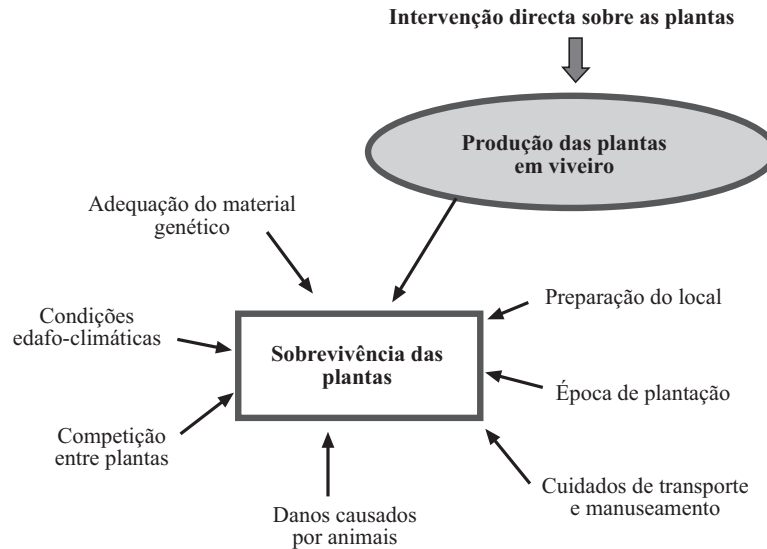 Intervenção directa sobre as plantas
Produção das plantas
em viveiro
Adequação do material
genético
Preparação do local
Condições
edafo-climáticas
Sobrevivência das
plantas
Época de plantação
Competição
entre plantas
Cuidados de transporte
e manuseamento
Danos causados
por animais